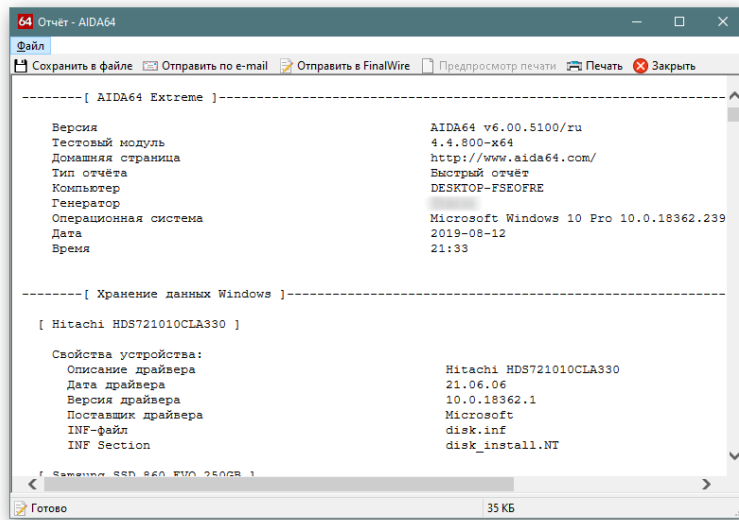 64 Отчёт - AIDA64
Файл
Сохранить в файле Отправить по e-mail Отправить в FinalWire Предпросмотр печати Печать Закрыть
--------[ AIDA64 Extreme ]--------
Версия AIDA64 v6.00.5100/ru
Тестовый модуль 4.4.800-x64
Домашняя страница http://www.aida64.com/
Тип отчёта Быстрый отчёт
Компьютер DESKTOP-FSEOFRE
Генератор
Операционная система Microsoft Windows 10 Pro 10.0.18362.239
Дата 2019-08-12
Время 21:33
--------[ Хранение данных Windows ]--------
[ Hitachi HDS721010CLA330 ]
Свойства устройства:
Описание драйвера Hitachi HDS721010CLA330
Дата драйвера 21.06.06
Версия драйвера 10.0.18362.1
Поставщик драйвера Microsoft
INF-файл disk.inf
INF Section disk_install.NT
[ Samsung SSD 860 EVO 250GB ]
Готово 35 КБ